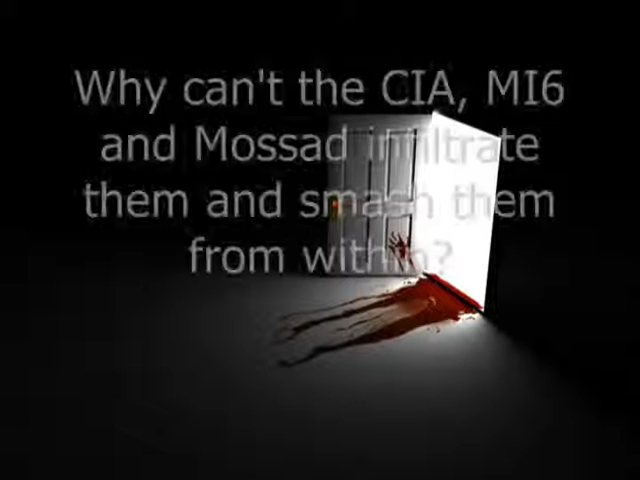 Why can't the CIA, MI6
and Mossad infiltrate
them and smash them
from within?